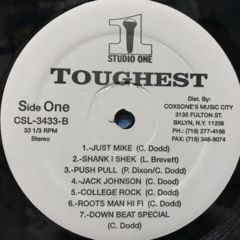 1
STUDIO ONE
TOUGHEST
Side One
CSL-3433-B
33 1/3 RPM
Stereo
Dist. By:
COXSONE'S MUSIC CITY
3135 FULTON ST.
BKLYN, N.Y. 11208
PH: (718) 277-4166
FAX: (718) 348-9074
1.-JUST MIKE (C. Dodd)
2.-SHANK I SHEK (L. Brevett)
3.-PUSH PULL (P. Dixon/C. Dodd)
4.-JACK JOHNSON (C. Dodd)
5.-COLLEGE ROCK (C. Dodd)
6.-ROOTS MAN HI FI (C. Dodd)
7.-DOWN BEAT SPECIAL
(C. Dodd)